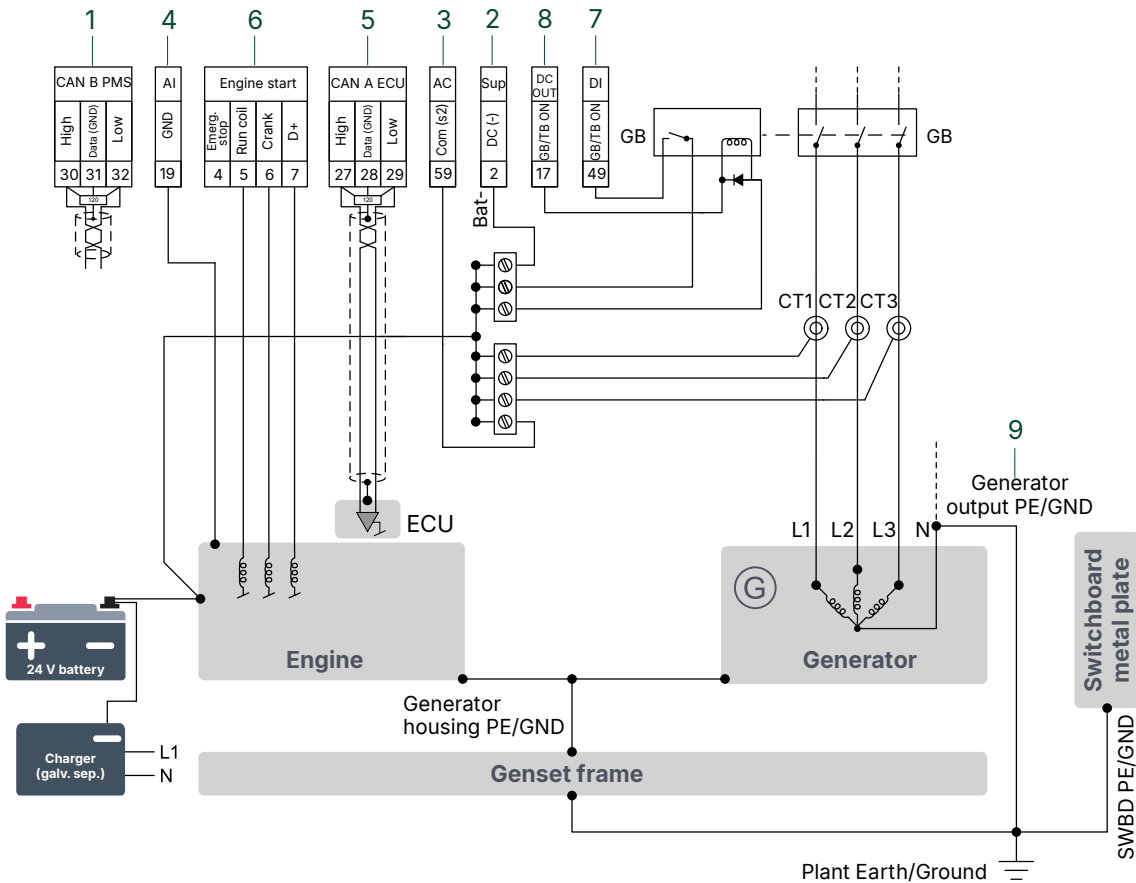 1
4
6
5
3
2
8
7
CAN B PMS
AI
Engine start
CAN A ECU
AC
Sup
DC
OUT
DI
High
Data (GND)
Low
GND
Emerg.
stop
Run coil
Crank
D+
High
Data (GND)
Low
Com (s2)
DC (-)
GB/TB ON
GB/TB ON
30
31
32
19
4
5
6
7
27
28
29
59
2
17
49
120
120
GB
GB
Bat-
CT1
CT2
CT3
9
Generator
output PE/GND
ECU
L1
L2
L3
N
G
Switchboard
metal plate
24 V battery
Engine
Generator
Generator
housing PE/GND
SWBD PE/GND
Charger
(galv. sep.)
L1
N
Genset frame
Plant Earth/Ground